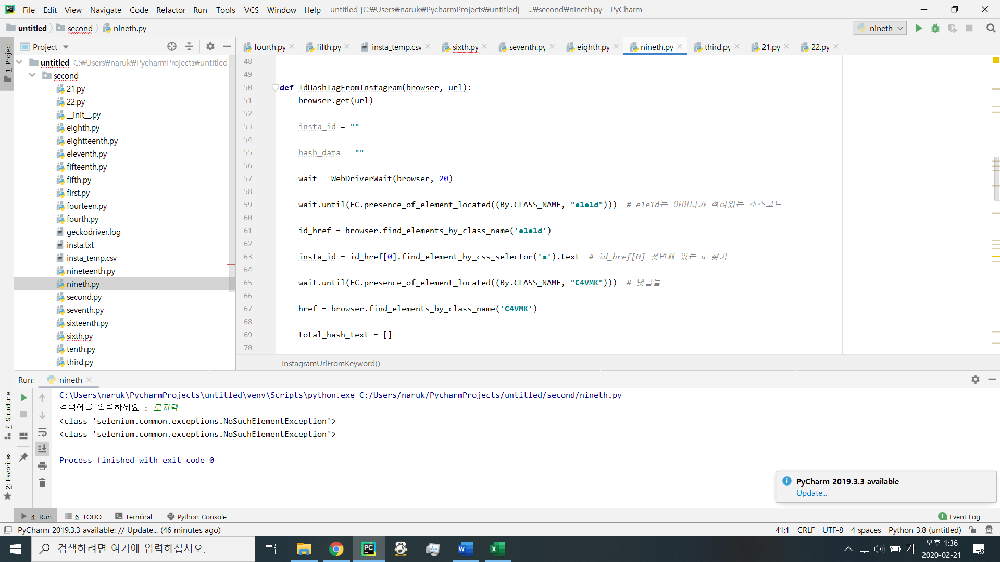 File Edit View Navigate Code Refactor Run Tools VCS Window Help untitled [C:₩Users₩naruk₩PycharmProjects₩untitled] - ...₩second₩nineth.py - PyCharm
untitled second nineth.py nineth
1: Project
Project
fourth.py fifth.py insta_temp.csv sixth.py seventh.py eighth.py nineth.py third.py 21.py 22.py
untitled C:₩Users₩naruk₩PycharmProjects₩untitled
second
21.py
22.py
__init__.py
eighth.py
eightteenth.py
eleventh.py
fifteenth.py
fifth.py
first.py
fourteen.py
fourth.py
geckodriver.log
insta.txt
insta_temp.csv
nineteenth.py
nineth.py
second.py
seventh.py
sixteenth.py
sixth.py
tenth.py
third.py
48
49
50 def IdHashTagFromInstagram(browser, url):
51 browser.get(url)
52
53 insta_id = ""
54
55 hash_data = ""
56
57 wait = WebDriverWait(browser, 20)
58
59 wait.until(EC.presence_of_element_located((By.CLASS_NAME, "e1e1d"))) # e1e1d는 아이디가 적혀있는 소스코드
60
61 id_href = browser.find_elements_by_class_name('e1e1d')
62
63 insta_id = id_href[0].find_element_by_css_selector('a').text # id_href[0] 첫번째 있는 a 찾기
64
65 wait.until(EC.presence_of_element_located((By.CLASS_NAME, "C4VMK"))) # 댓글들
66
67 href = browser.find_elements_by_class_name('C4VMK')
68
69 total_hash_text = []
70
InstagramUrlFromKeyword()
Run: nineth
7: Structure
2: Favorites
C:\Users\naruk\PycharmProjects\untitled\venv\Scripts\python.exe C:/Users/naruk/PycharmProjects/untitled/second/nineth.py
검색어를 입력하세요 : 로지텍
<class 'selenium.common.exceptions.NoSuchElementException'>
<class 'selenium.common.exceptions.NoSuchElementException'>
Process finished with exit code 0
PyCharm 2019.3.3 available
Update...
4: Run 6: TODO Terminal Python Console 1 Event Log
PyCharm 2019.3.3 available: // Update... (46 minutes ago) 41:1 CRLF UTF-8 4 spaces Python 3.8 (untitled)
검색하려면 여기에 입력하십시오. 가 오후 1:36
2020-02-21